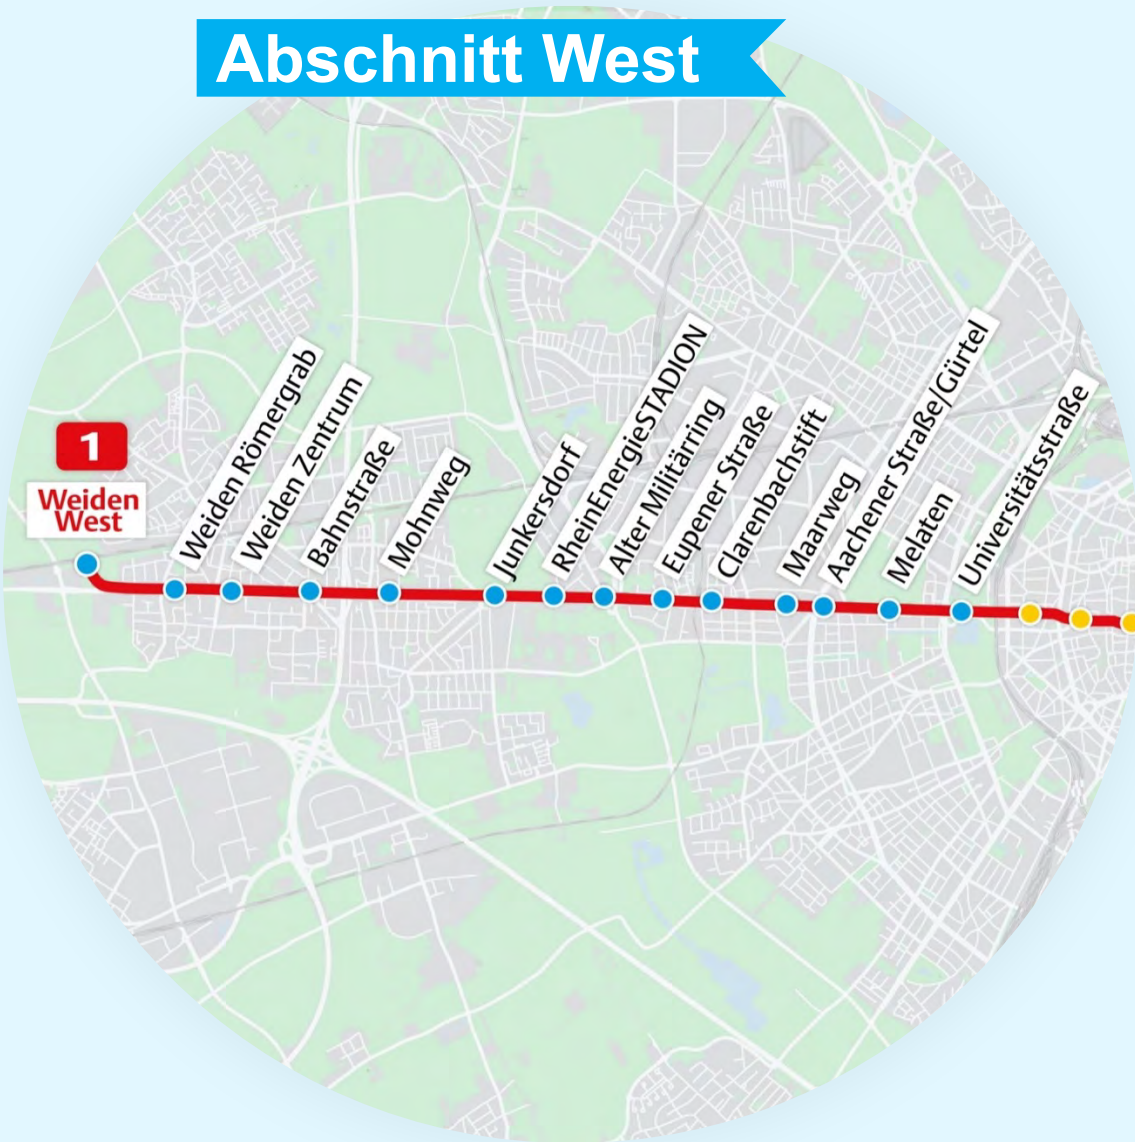 Abschnitt West
1
Weiden
West
Weiden Römergrab
Weiden Zentrum
Bahnstraße
Mohnweg
Junkersdorf
RheinEnergieSTADION
Alter Militärring
Eupener Straße
Clarenbachstift
Maarweg
Aachener Straße/Gürtel
Melaten
Universitätsstraße